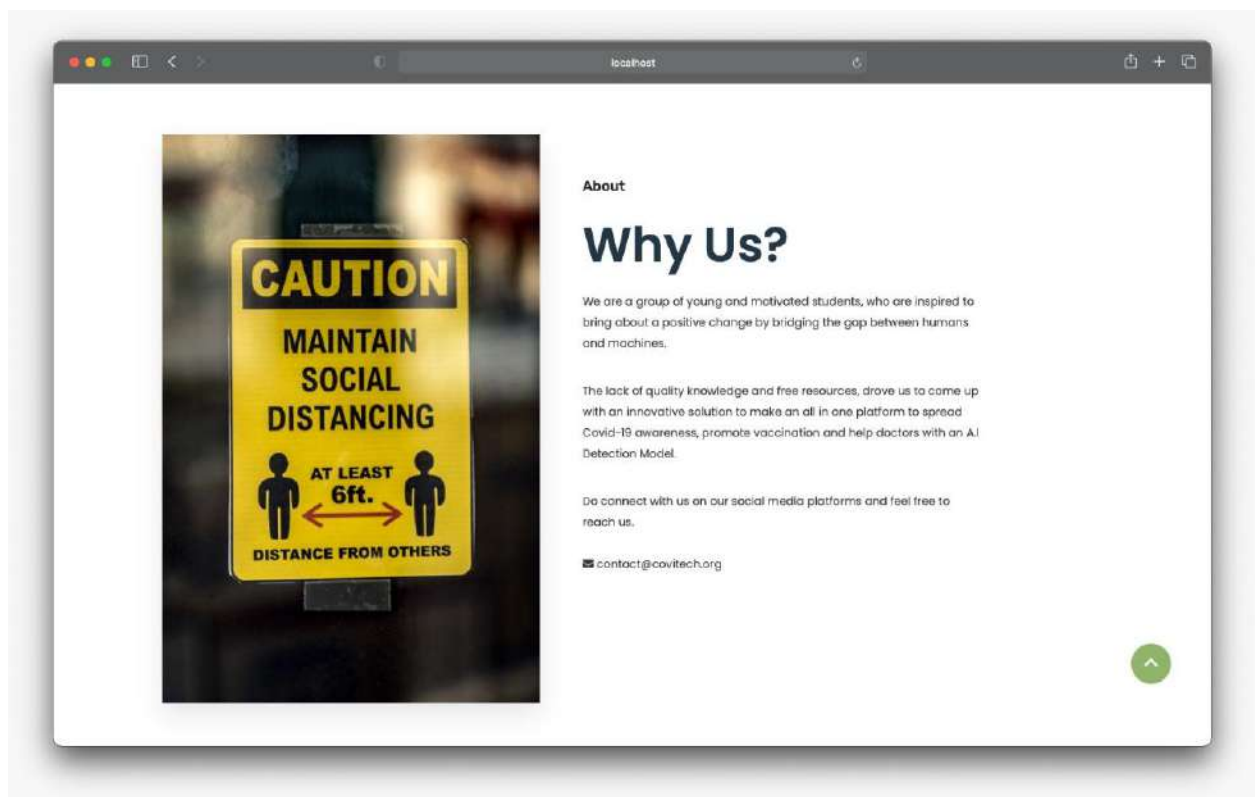 localhost
CAUTION
MAINTAIN
SOCIAL
DISTANCING
AT LEAST
6ft.
DISTANCE FROM OTHERS
About
Why Us?
We are a group of young and motivated students, who are inspired to
bring about a positive change by bridging the gap between humans
and machines.
The lack of quality knowledge and free resources, drove us to come up
with an innovative solution to make an all in one platform to spread
Covid-19 awareness, promote vaccination and help doctors with an A.I
Detection Model.
Do connect with us on our social media platforms and feel free to
reach us.
contact@covitech.org